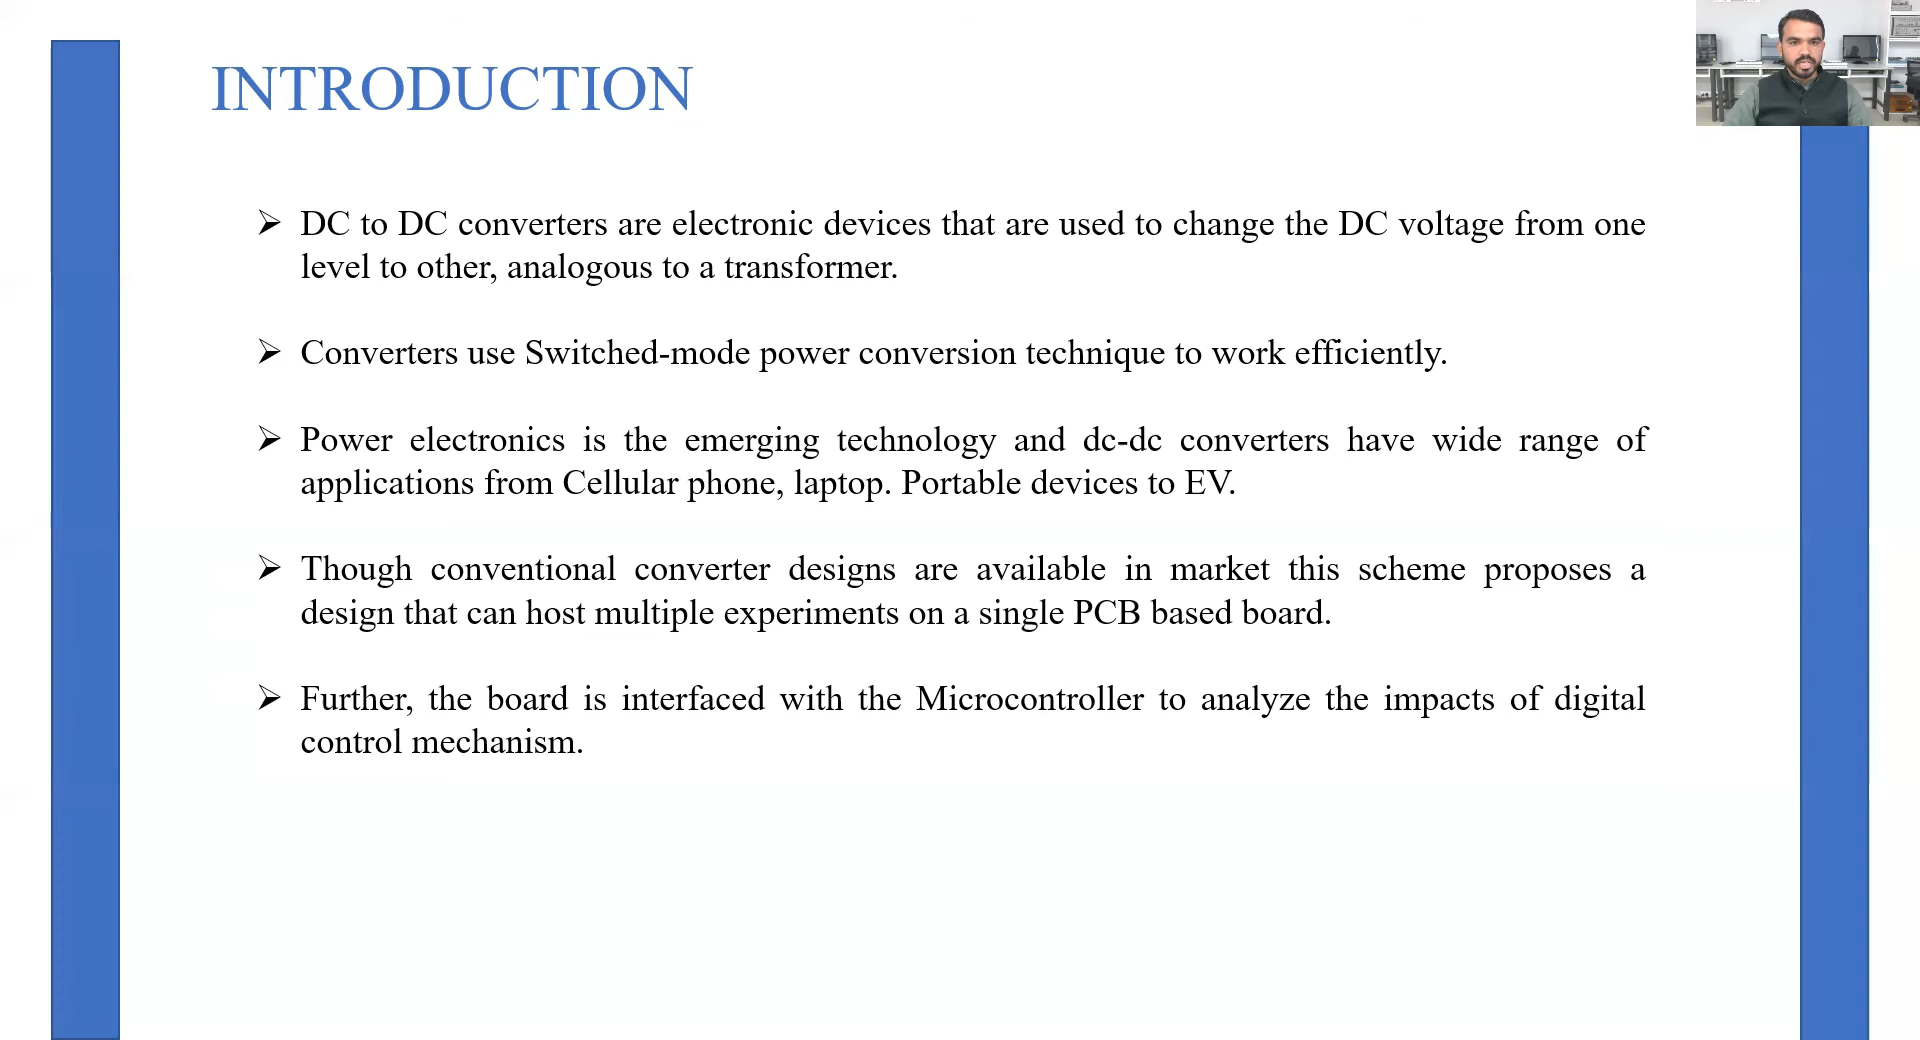 INTRODUCTION
➢ DC to DC converters are electronic devices that are used to change the DC voltage from one
level to other, analogous to a transformer.
➢ Converters use Switched-mode power conversion technique to work efficiently.
➢ Power electronics is the emerging technology and dc-dc converters have wide range of
applications from Cellular phone, laptop. Portable devices to EV.
➢ Though conventional converter designs are available in market this scheme proposes a
design that can host multiple experiments on a single PCB based board.
➢ Further, the board is interfaced with the Microcontroller to analyze the impacts of digital
control mechanism.